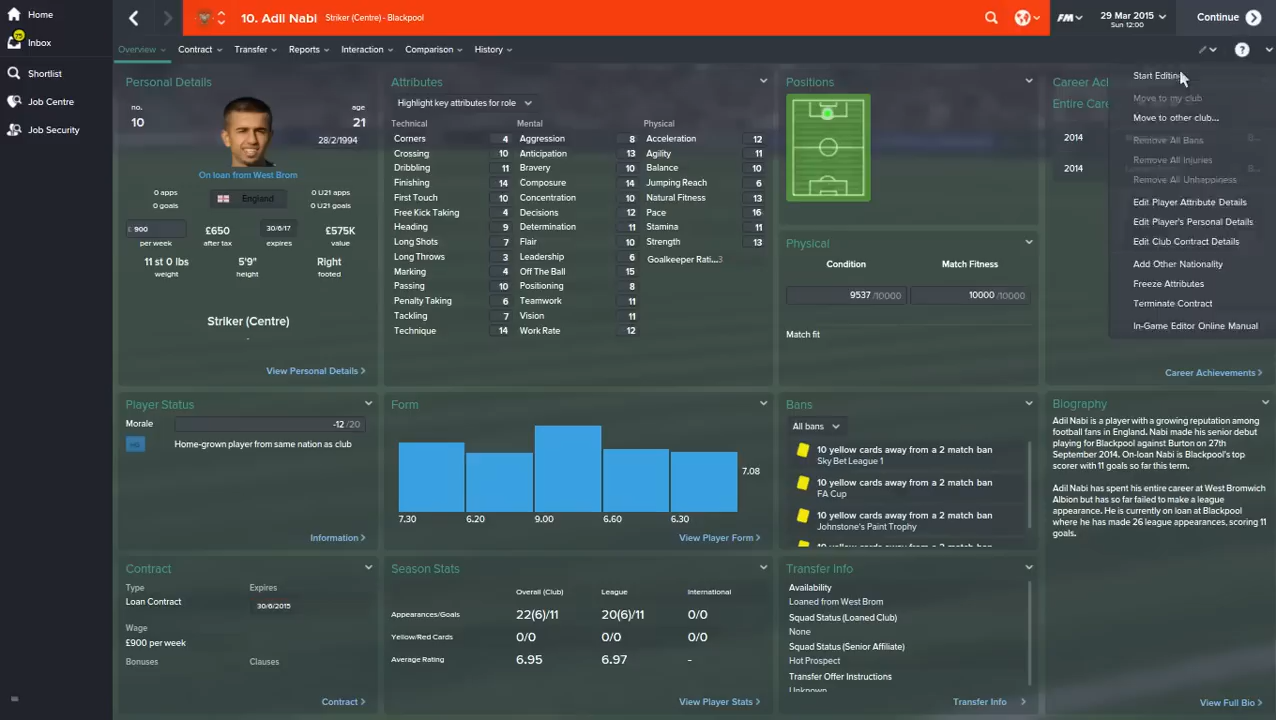 Home
75
Inbox
Shortlist
Job Centre
Job Security
10. Adil Nabi Striker (Centre) - Blackpool
FM
29 Mar 2015
Sun 12:00
Continue
Overview Contract Transfer Reports Interaction Comparison History
?
Start Editing
Move to my club
Move to other club...
Remove All Bans
Remove All Injuries
Remove All Unhappiness
Edit Player Attribute Details
Edit Player's Personal Details
Edit Club Contract Details
Add Other Nationality
Freeze Attributes
Terminate Contract
In-Game Editor Online Manual
Personal Details
no.
10
age
21
28/2/1994
On loan from West Brom
0 apps
0 goals
England
0 U21 apps
0 U21 goals
£ 900
per week
£650
after tax
30/6/17
expires
£575K
value
11 st 0 lbs
weight
5'9"
height
Right
footed
Striker (Centre)
-
View Personal Details
Attributes
Highlight key attributes for role
Technical Mental Physical
Corners 4 Aggression 8 Acceleration 12
Crossing 10 Anticipation 13 Agility 11
Dribbling 11 Bravery 10 Balance 10
Finishing 14 Composure 14 Jumping Reach 6
First Touch 10 Concentration 10 Natural Fitness 13
Free Kick Taking 4 Decisions 12 Pace 16
Heading 9 Determination 11 Stamina 11
Long Shots 7 Flair 10 Strength 13
Long Throws 3 Leadership 6 Goalkeeper Rati...3
Marking 4 Off The Ball 15
Passing 10 Positioning 8
Penalty Taking 6 Teamwork 11
Tackling 7 Vision 11
Technique 14 Work Rate 12
Positions
Physical
Condition Match Fitness
9537 /10000 10000 /10000
Match fit
Career Ac
Entire Care
2014
2014
Career Achievements
Player Status
Morale -12 /20
HG Home-grown player from same nation as club
Information
Form
7.08
7.30 6.20 9.00 6.60 6.30
View Player Form
Bans
All bans
10 yellow cards away from a 2 match ban
Sky Bet League 1
10 yellow cards away from a 2 match ban
FA Cup
10 yellow cards away from a 2 match ban
Johnstone's Paint Trophy
10 yellow cards away from a 2 match ban
Biography
Adil Nabi is a player with a growing reputation among
football fans in England. Nabi made his senior debut
playing for Blackpool against Burton on 27th
September 2014. On-loan Nabi is Blackpool's top
scorer with 11 goals so far this term.
Adil Nabi has spent his entire career at West Bromwich
Albion but has so far failed to make a league
appearance. He is currently on loan at Blackpool
where he has made 26 league appearances, scoring 11
goals.
View Full Bio
Contract
Type Expires
Loan Contract 30/6/2015
Wage
£900 per week
Bonuses Clauses
Contract
Season Stats
Overall (Club) League International
Appearances/Goals 22(6)/11 20(6)/11 0/0
Yellow/Red Cards 0/0 0/0 0/0
Average Rating 6.95 6.97 -
View Player Stats
Transfer Info
Availability
Loaned from West Brom
Squad Status (Loaned Club)
None
Squad Status (Senior Affiliate)
Hot Prospect
Transfer Offer Instructions
Unknown
Transfer Info